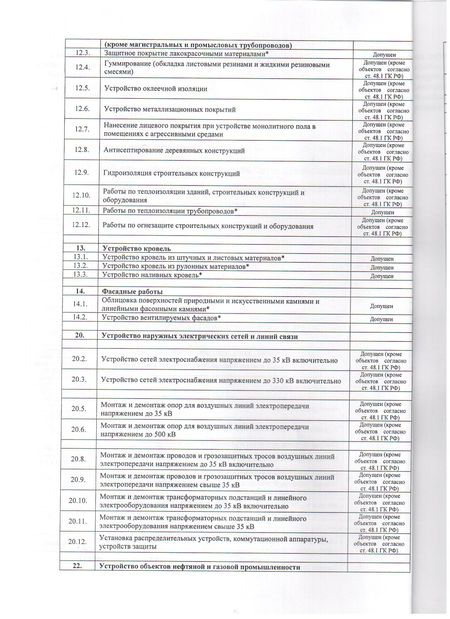 (кроме магистральных и промысловых трубопроводов)
12.3. Защитное покрытие лакокрасочными материалами* Допущен
12.4. Гуммирование (обкладка листовыми резинами и жидкими резиновыми смесями) Допущен (кроме объектов согласно ст. 48.1 ГК РФ)
12.5. Устройство оклеечной изоляции Допущен (кроме объектов согласно ст. 48.1 ГК РФ)
12.6. Устройство металлизационных покрытий Допущен (кроме объектов согласно ст. 48.1 ГК РФ)
12.7. Нанесение лицевого покрытия при устройстве монолитного пола в помещениях с агрессивными средами Допущен (кроме объектов согласно ст. 48.1 ГК РФ)
12.8. Антисептирование деревянных конструкций Допущен (кроме объектов согласно ст. 48.1 ГК РФ)
12.9. Гидроизоляция строительных конструкций Допущен (кроме объектов согласно ст. 48.1 ГК РФ)
12.10. Работы по теплоизоляции зданий, строительных конструкций и оборудования Допущен (кроме объектов согласно ст. 48.1 ГК РФ)
12.11. Работы по теплоизоляции трубопроводов* Допущен
12.12. Работы по огнезащите строительных конструкций и оборудования Допущен (кроме объектов согласно ст. 48.1 ГК РФ)
13. Устройство кровель
13.1. Устройство кровель из штучных и листовых материалов* Допущен
13.2. Устройство кровель из рулонных материалов* Допущен
13.3. Устройство наливных кровель* Допущен
14. Фасадные работы
14.1. Облицовка поверхностей природными и искусственными камнями и линейными фасонными камнями* Допущен
14.2. Устройство вентилируемых фасадов* Допущен
20. Устройство наружных электрических сетей и линий связи
20.2. Устройство сетей электроснабжения напряжением до 35 кВ включительно Допущен (кроме объектов согласно ст. 48.1 ГК РФ)
20.3. Устройство сетей электроснабжения напряжением до 330 кВ включительно Допущен (кроме объектов согласно ст. 48.1 ГК РФ)
20.5. Монтаж и демонтаж опор для воздушных линий электропередачи напряжением до 35 кВ Допущен (кроме объектов согласно ст. 48.1 ГК РФ)
20.6. Монтаж и демонтаж опор для воздушных линий электропередачи напряжением до 500 кВ Допущен (кроме объектов согласно ст. 48.1 ГК РФ)
20.8. Монтаж и демонтаж проводов и грозозащитных тросов воздушных линий электропередачи напряжением до 35 кВ включительно Допущен (кроме объектов согласно ст. 48.1 ГК РФ)
20.9. Монтаж и демонтаж проводов и грозозащитных тросов воздушных линий электропередачи напряжением свыше 35 кВ Допущен (кроме объектов согласно ст. 48.1 ГК РФ)
20.10. Монтаж и демонтаж трансформаторных подстанций и линейного электрооборудования напряжением до 35 кВ включительно Допущен (кроме объектов согласно ст. 48.1 ГК РФ)
20.11. Монтаж и демонтаж трансформаторных подстанций и линейного электрооборудования напряжением свыше 35 кВ Допущен (кроме объектов согласно ст. 48.1 ГК РФ)
20.12. Установка распределительных устройств, коммутационной аппаратуры, устройств защиты Допущен (кроме объектов согласно ст. 48.1 ГК РФ)
22. Устройство объектов нефтяной и газовой промышленности